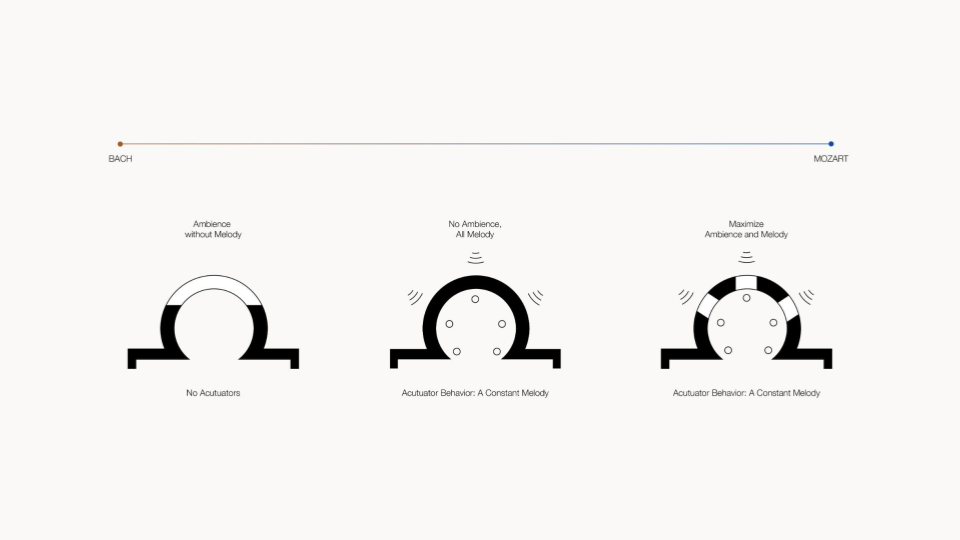 BACH
MOZART
Ambience
without Melody
No Ambience,
All Melody
Maximize
Ambience and Melody
No Acutuators
Acutuator Behavior: A Constant Melody
Acutuator Behavior: A Constant Melody